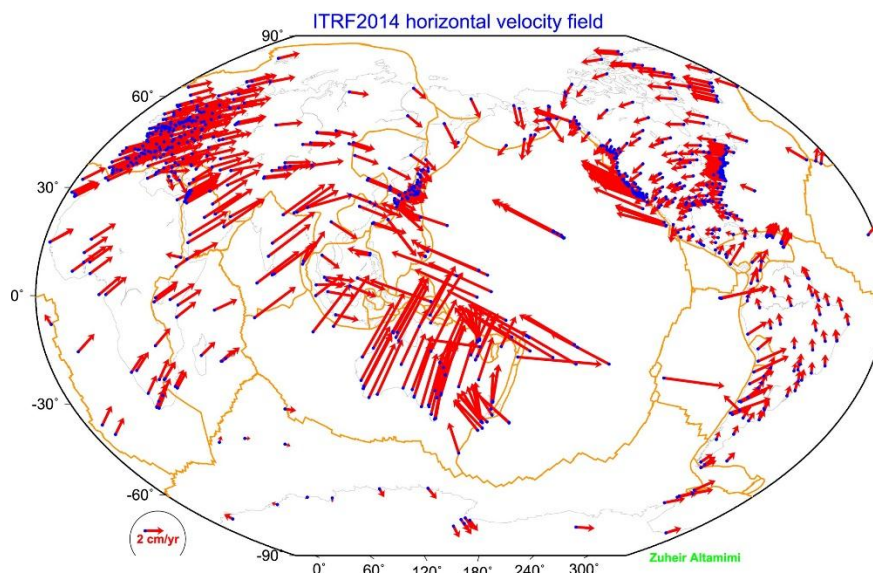 ITRF2014 horizontal velocity field
90˚
60˚
30˚
0˚
-30˚
-60˚
-90˚
2 cm/yr
0˚ 60˚ 120˚ 180˚ 240˚ 300˚
Zuheir Altamimi